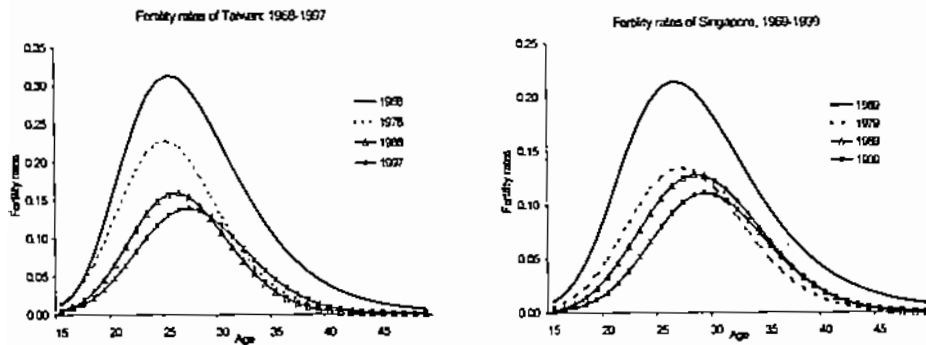 Fertility rates of Taiwan: 1968-1997
0.35
0.30
0.25
0.20
0.15
0.10
0.05
0.00
Fertility rates
15 20 25 30 35 40 45
Age
1968
1978
1988
1997
Fertility rates of Singapore, 1969-1999
0.25
0.20
0.15
0.10
0.05
0.00
Fertility rates
15 20 25 30 35 40 45
Age
1969
1979
1989
1999